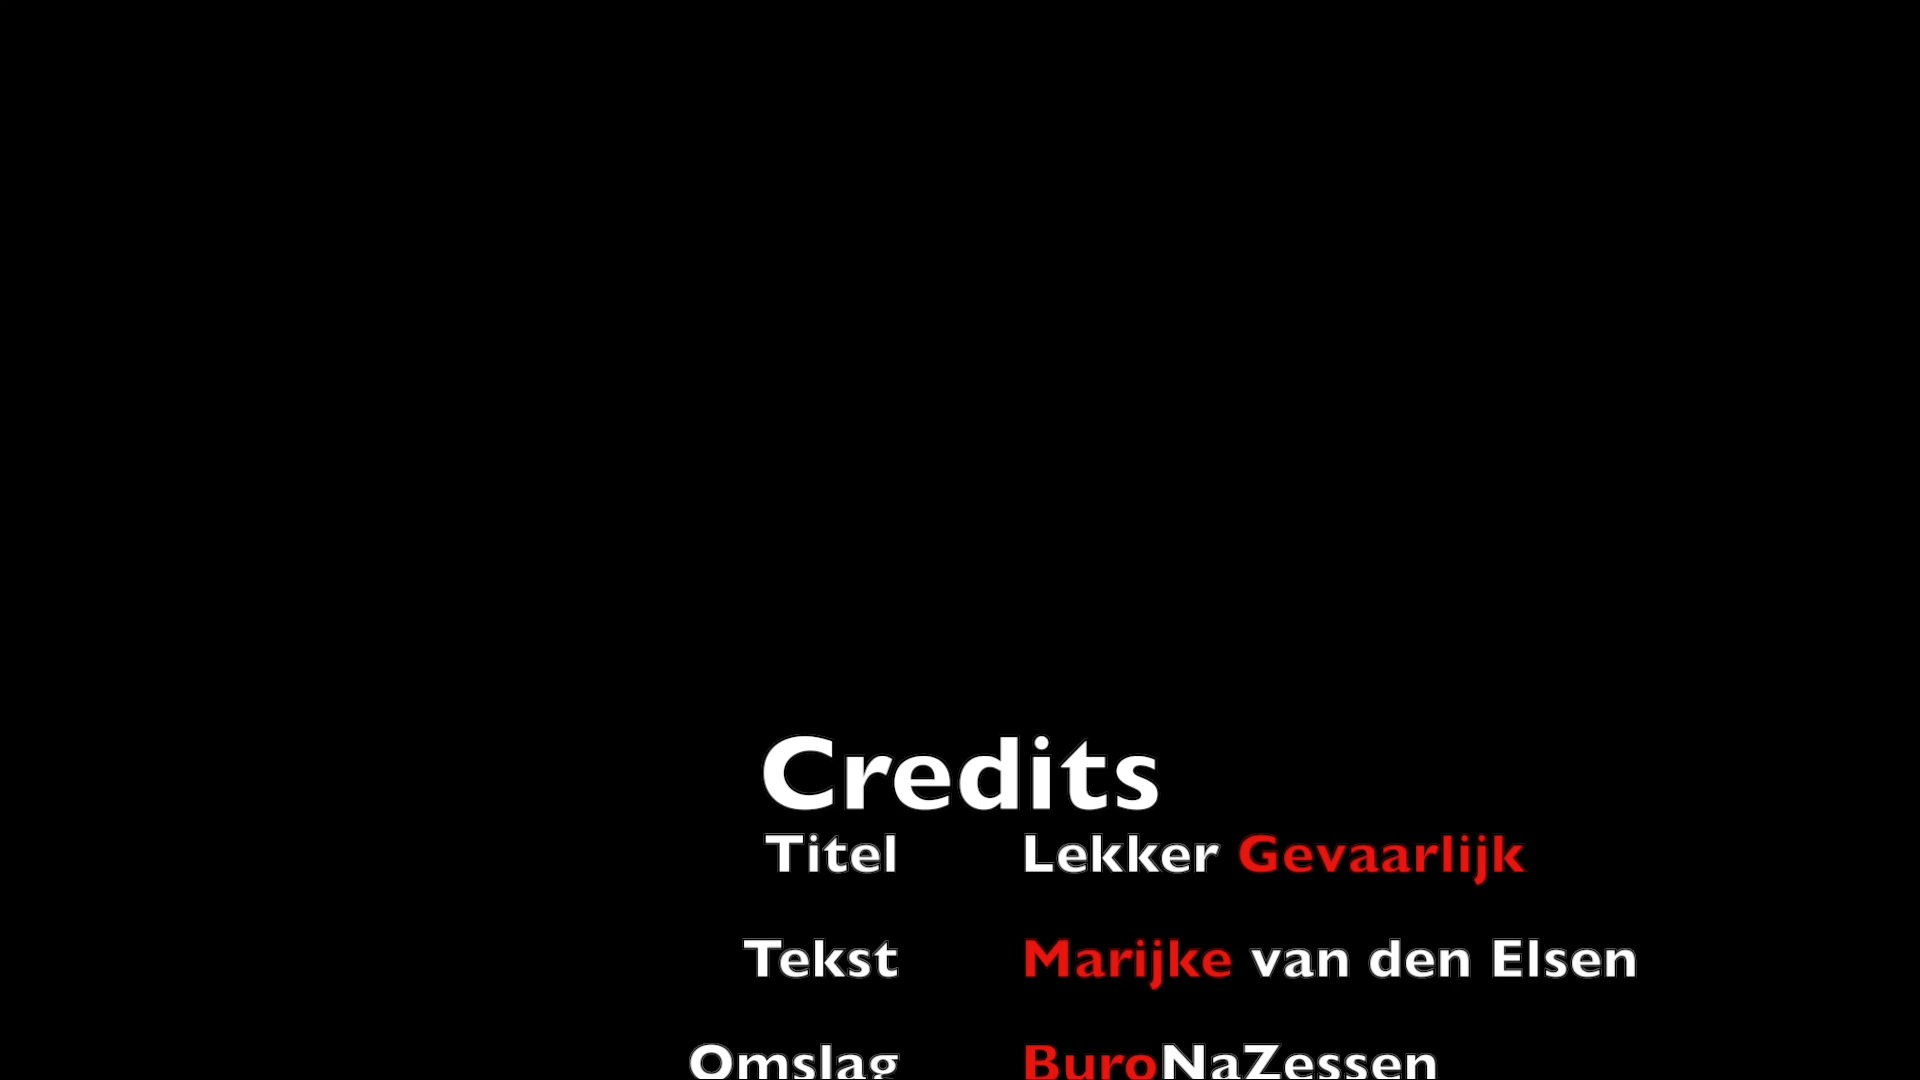 Credits
Titel Lekker Gevaarlijk
Tekst Marijke van den Elsen
Omslag BuroNaZessen